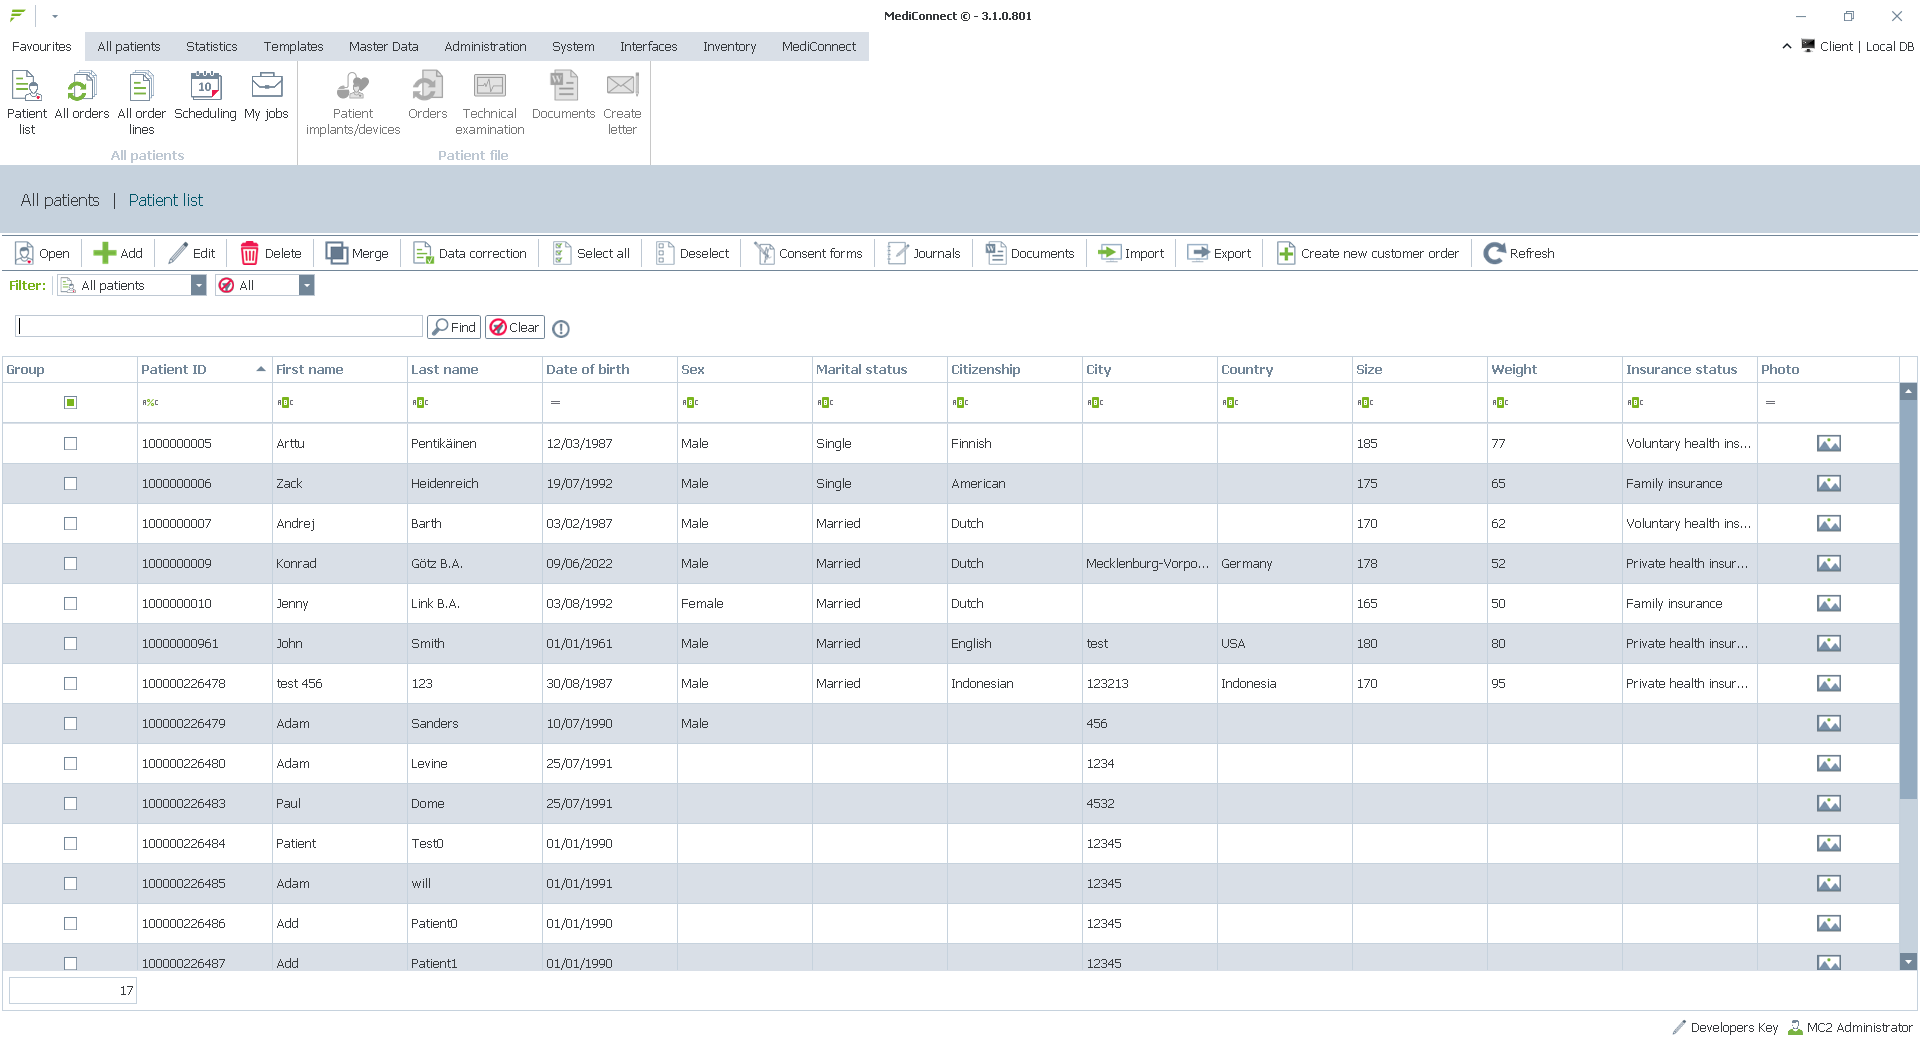 MediConnect © - 3.1.0.801
Favourites All patients Statistics Templates Master Data Administration System Interfaces Inventory MediConnect Client | Local DB
Patient list All orders All order lines Scheduling My jobs Patient implants/devices Orders Technical examination Documents Create letter
All patients Patient file
All patients | Patient list
Open Add Edit Delete Merge Data correction Select all Deselect Consent forms Journals Documents Import Export Create new customer order Refresh
Filter: All patients All
Find Clear
Group Patient ID First name Last name Date of birth Sex Marital status Citizenship City Country Size Weight Insurance status Photo
1000000005 Arttu Pentikäinen 12/03/1987 Male Single Finnish 185 77 Voluntary health ins...
1000000006 Zack Heidenreich 19/07/1992 Male Single American 175 65 Family insurance
1000000007 Andrej Barth 03/02/1987 Male Married Dutch 170 62 Voluntary health ins...
1000000009 Konrad Götz B.A. 09/06/2022 Male Married Dutch Mecklenburg-Vorpo... Germany 178 52 Private health insur...
1000000010 Jenny Link B.A. 03/08/1992 Female Married Dutch 165 50 Family insurance
10000000961 John Smith 01/01/1961 Male Married English test USA 180 80 Private health insur...
100000226478 test 456 123 30/08/1987 Male Married Indonesian 123213 Indonesia 170 95 Private health insur...
100000226479 Adam Sanders 10/07/1990 Male 456
100000226480 Adam Levine 25/07/1991 1234
100000226483 Paul Dome 25/07/1991 4532
100000226484 Patient Test0 01/01/1990 12345
100000226485 Adam will 01/01/1991 12345
100000226486 Add Patient0 01/01/1990 12345
100000226487 Add Patient1 01/01/1990 12345
17
Developers Key MC2 Administrator